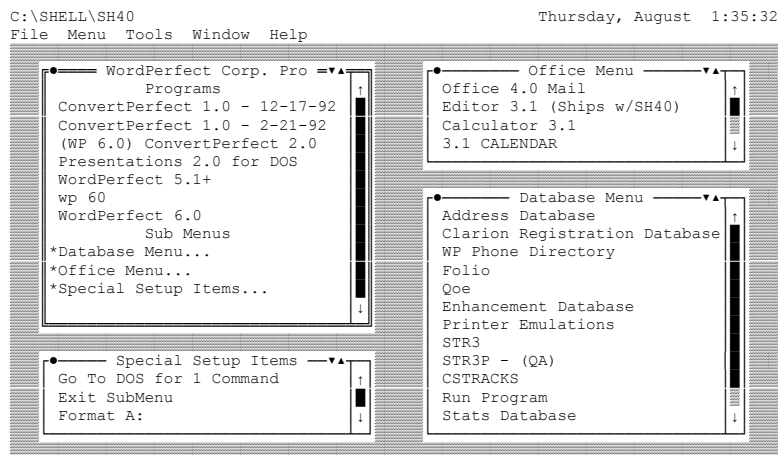 C:\SHELL\SH40 Thursday, August 1:35:32
File Menu Tools Window Help
WordPerfect Corp. Pro
Programs
ConvertPerfect 1.0 - 12-17-92
ConvertPerfect 1.0 - 2-21-92
(WP 6.0) ConvertPerfect 2.0
Presentations 2.0 for DOS
WordPerfect 5.1+
wp 60
WordPerfect 6.0
Sub Menus
*Database Menu...
*Office Menu...
*Special Setup Items...
Special Setup Items
Go To DOS for 1 Command
Exit SubMenu
Format A:
Office Menu
Office 4.0 Mail
Editor 3.1 (Ships w/SH40)
Calculator 3.1
3.1 CALENDAR
Database Menu
Address Database
Clarion Registration Database
WP Phone Directory
Folio
Qoe
Enhancement Database
Printer Emulations
STR3
STR3P - (QA)
CSTRACKS
Run Program
Stats Database